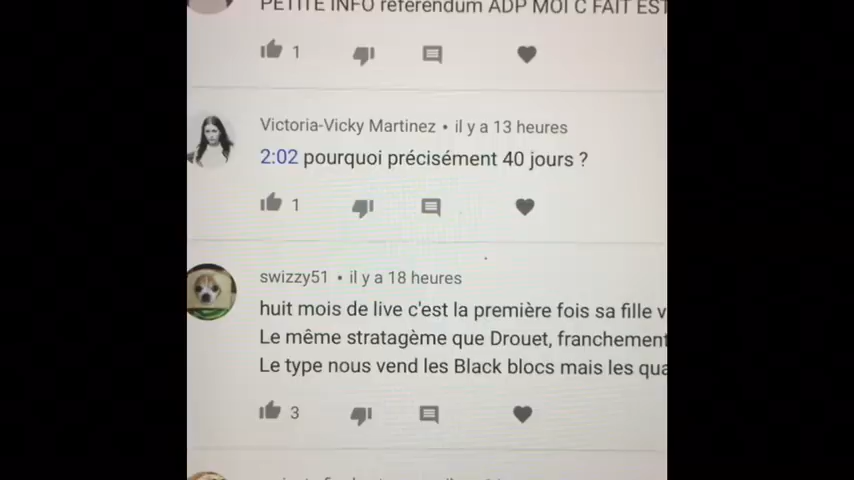 PETITE INFO référendum ADP MOI C FAIT EST
1
Victoria-Vicky Martinez • il y a 13 heures
2:02 pourquoi précisément 40 jours ?
1
swizzy51 • il y a 18 heures
huit mois de live c'est la première fois sa fille v
Le même stratagème que Drouet, franchement
Le type nous vend les Black blocs mais les qua
3